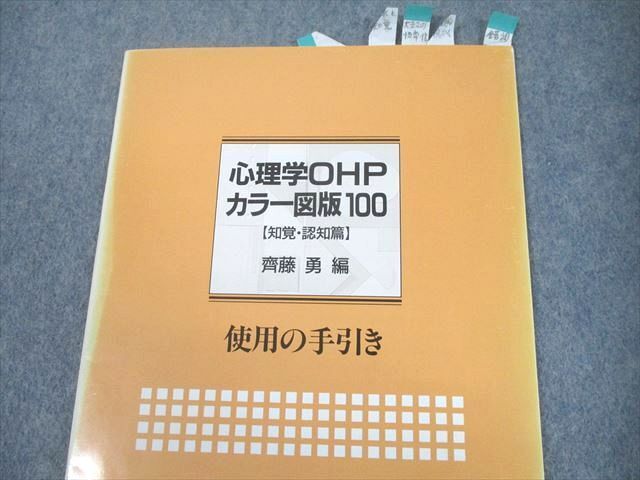 心理学OHP
カラー図版100
【知覚・認知篇】
齊藤 勇 編
使用の手引き